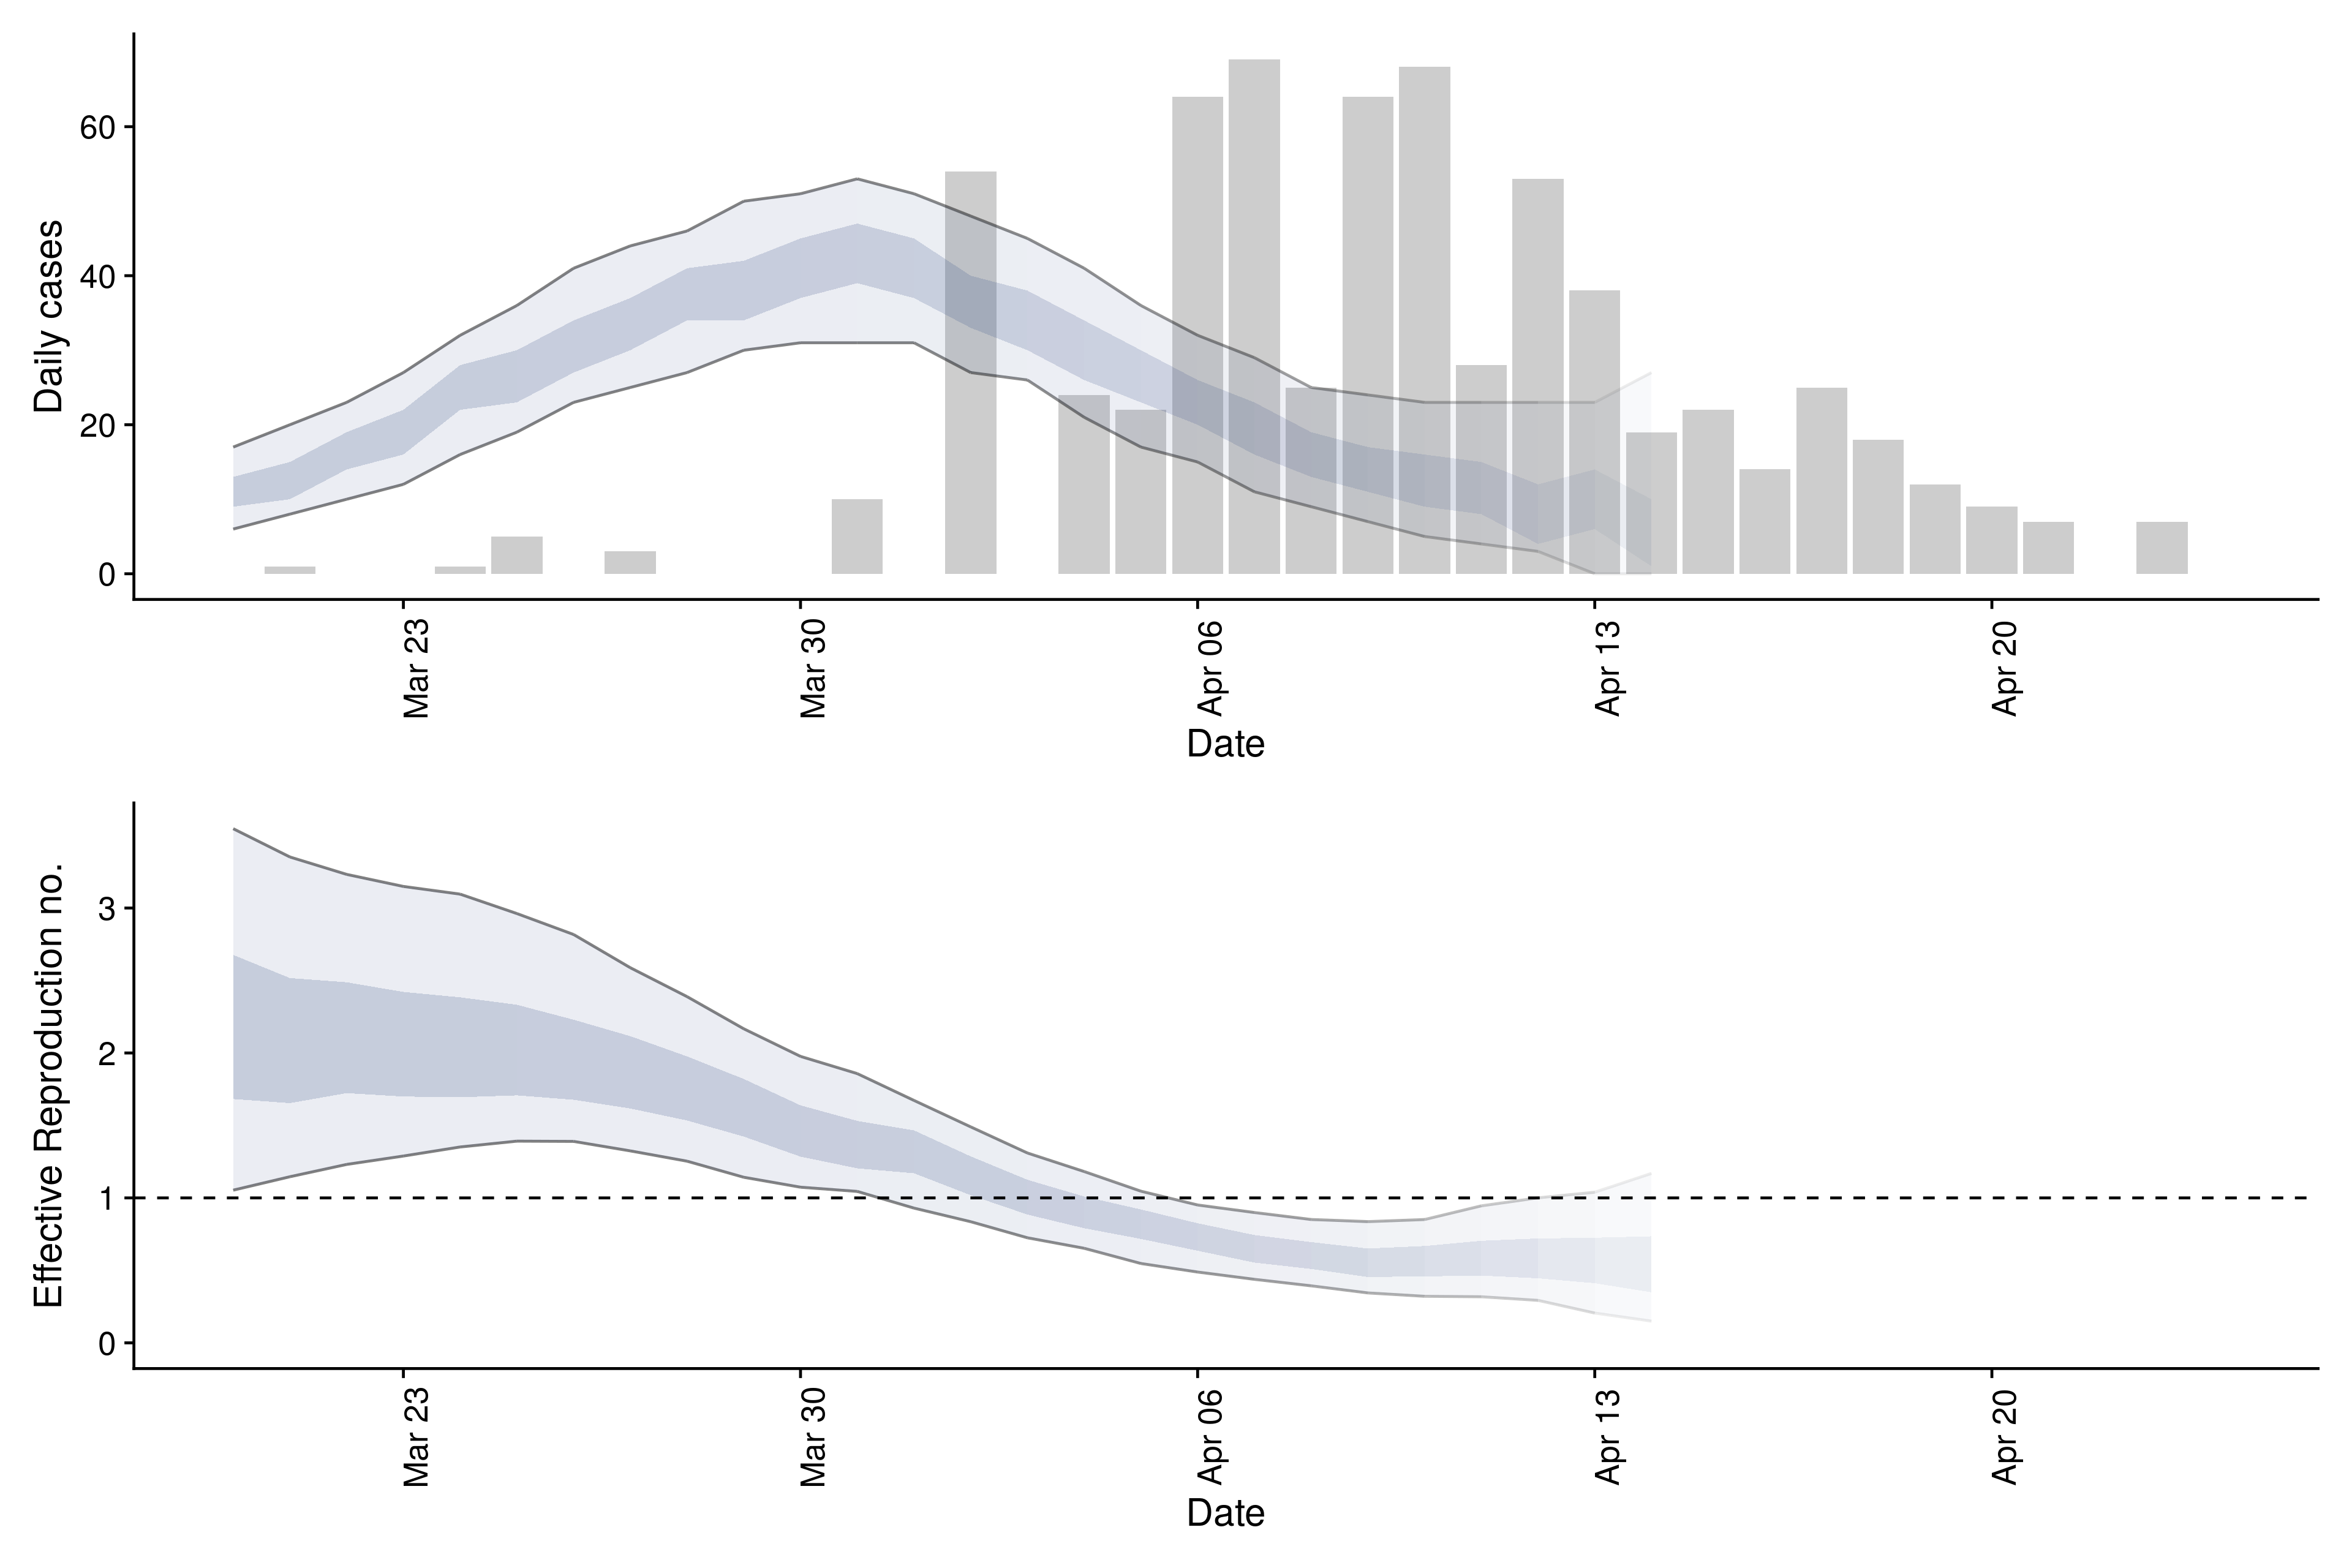 Daily cases
60
40
20
0
Mar 23
Mar 30
Apr 06
Apr 13
Apr 20
Date
Effective Reproduction no.
3
2
1
0
Mar 23
Mar 30
Apr 06
Apr 13
Apr 20
Date